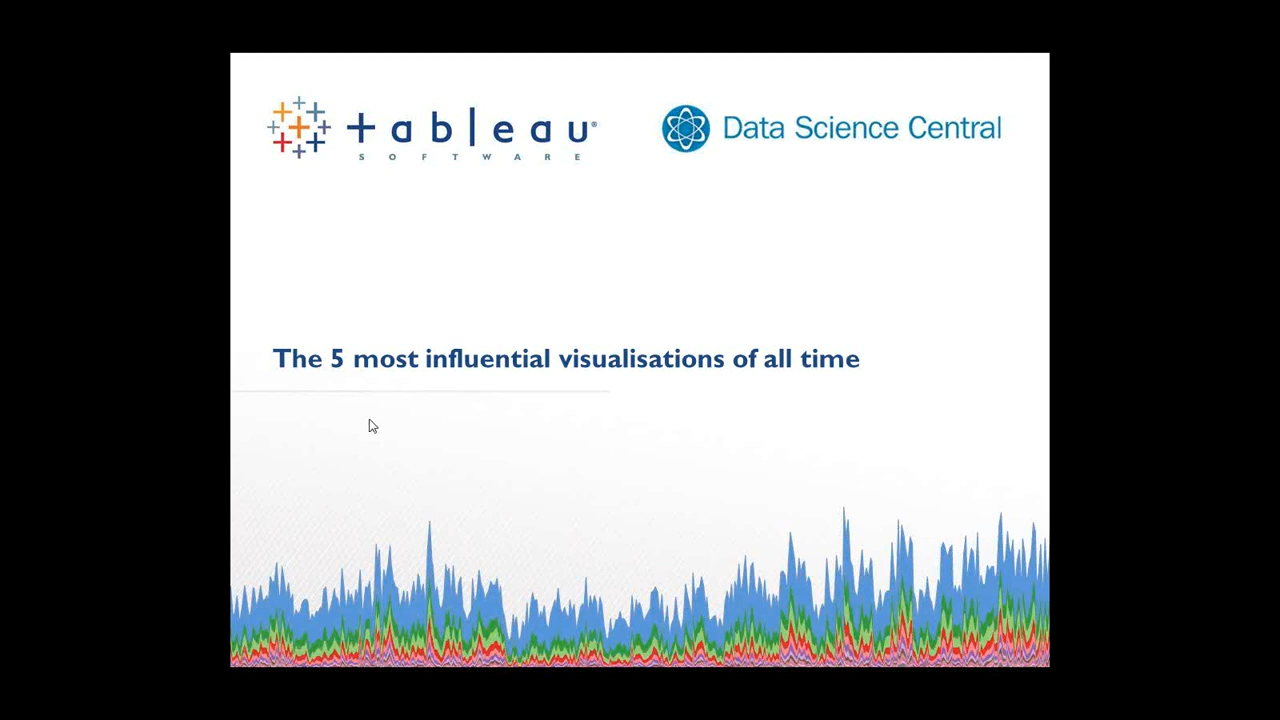 tableau®
SOFTWARE
Data Science Central
The 5 most influential visualisations of all time